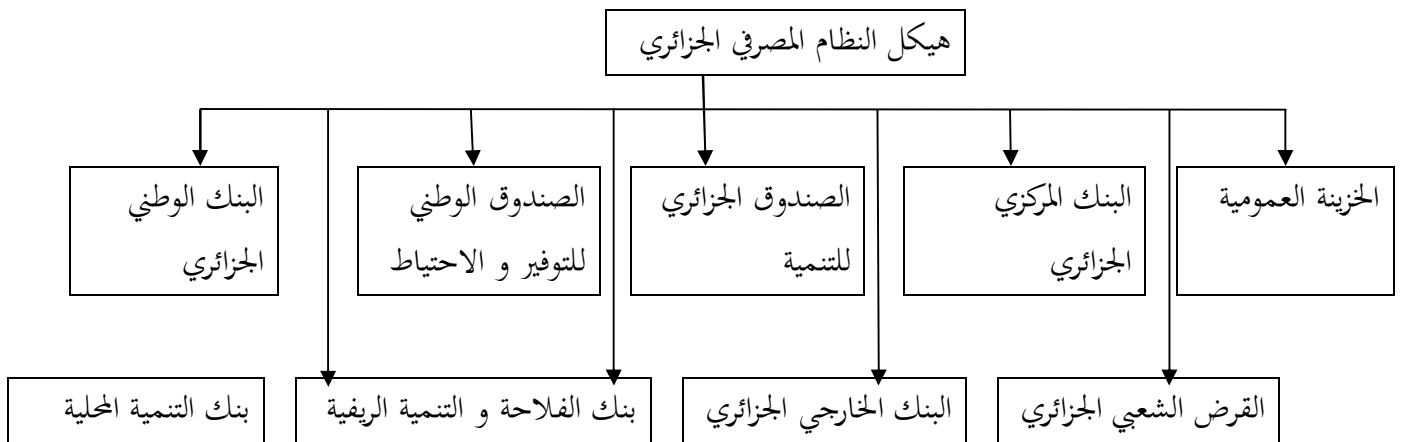 هيكل النظام المصرفي الجزائري
الخزينة العمومية
البنك المركزي
الجزائري
الصندوق الجزائري
للتنمية
الصندوق الوطني
للتوفير و الاحتياط
البنك الوطني
الجزائري
القرض الشعبي الجزائري
البنك الخارجي الجزائري
بنك الفلاحة و التنمية الريفية
بنك التنمية المحلية